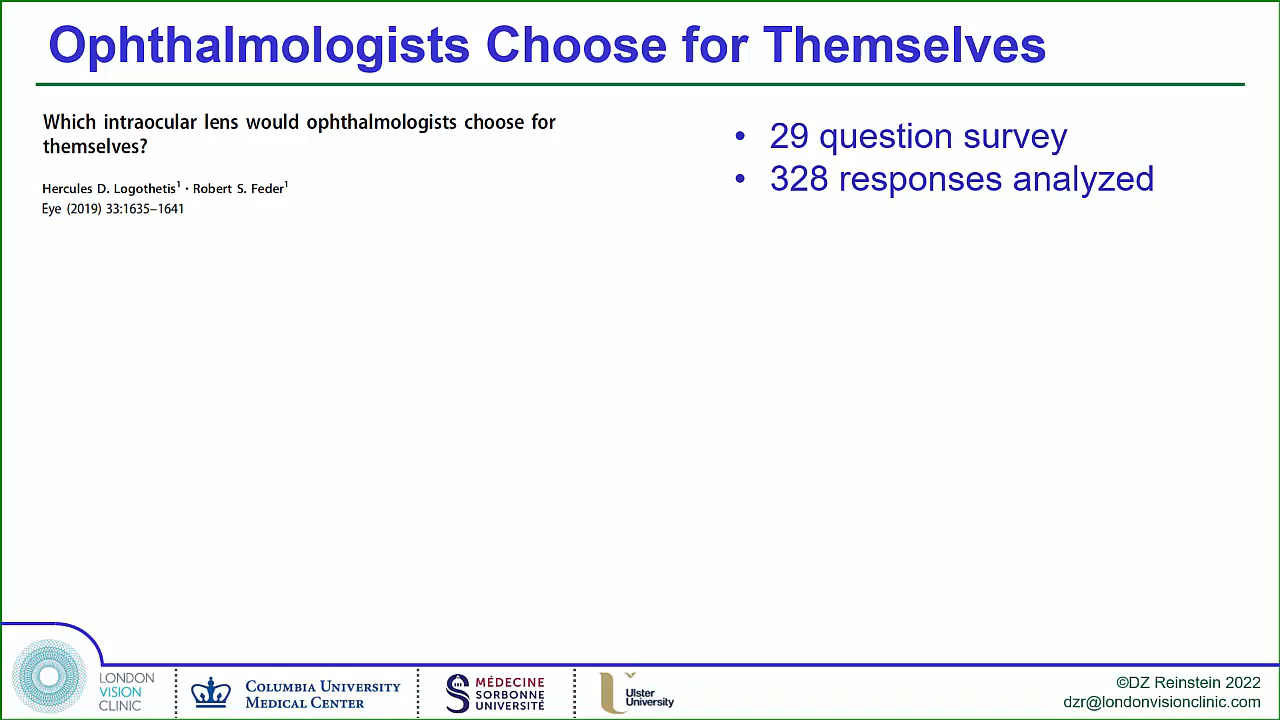 Ophthalmologists Choose for Themselves
Which intraocular lens would ophthalmologists choose for
themselves?
Hercules D. Logothetis¹ · Robert S. Feder¹
Eye (2019) 33:1635–1641
• 29 question survey
• 328 responses analyzed
LONDON
VISION
CLINIC
COLUMBIA UNIVERSITY
MEDICAL CENTER
MÉDECINE
SORBONNE
UNIVERSITÉ
Ulster
University
©DZ Reinstein 2022
dzr@londonvisionclinic.com